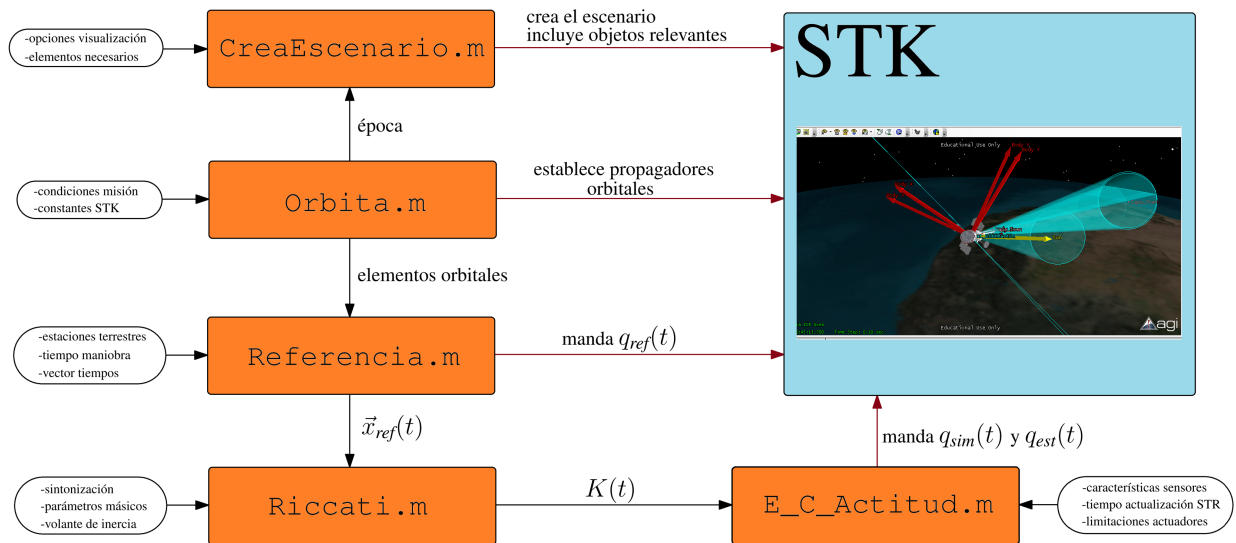 -opciones visualización
-elementos necesarios
CreaEscenario.m
crea el escenario
incluye objetos relevantes
STK
época
Educational Use Only
-condiciones misión
-constantes STK
Orbita.m
establece propagadores
orbitales
elementos orbitales
Educational Use Only
agi
-estaciones terrestres
-tiempo maniobra
-vector tiempos
Referencia.m
manda q_ref(t)
x⃗_ref(t)
manda q_sim(t) y q_est(t)
-sintonización
-parámetros másicos
-volante de inercia
Riccati.m
K(t)
E_C_Actitud.m
-características sensores
-tiempo actualización STR
-limitaciones actuadores